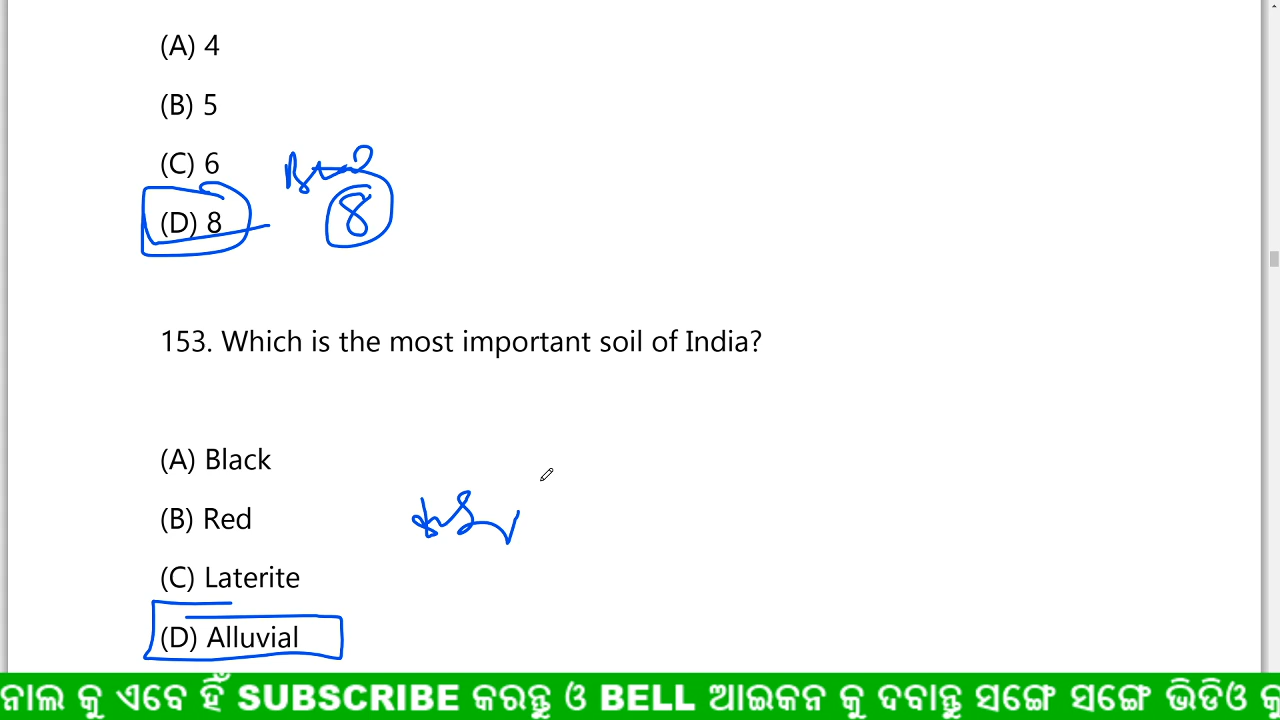 (A) 4
(B) 5
(C) 6
(D) 8
8
153. Which is the most important soil of India?
(A) Black
(B) Red
(C) Laterite
(D) Alluvial
ନାଲ କୁ ଏବେ ହିଁ SUBSCRIBE କରନ୍ତୁ ଓ BELL ଆଇକନ କୁ ଦବାନ୍ତୁ ସଙ୍ଗେ ସଙ୍ଗେ ଭିଡିଓ